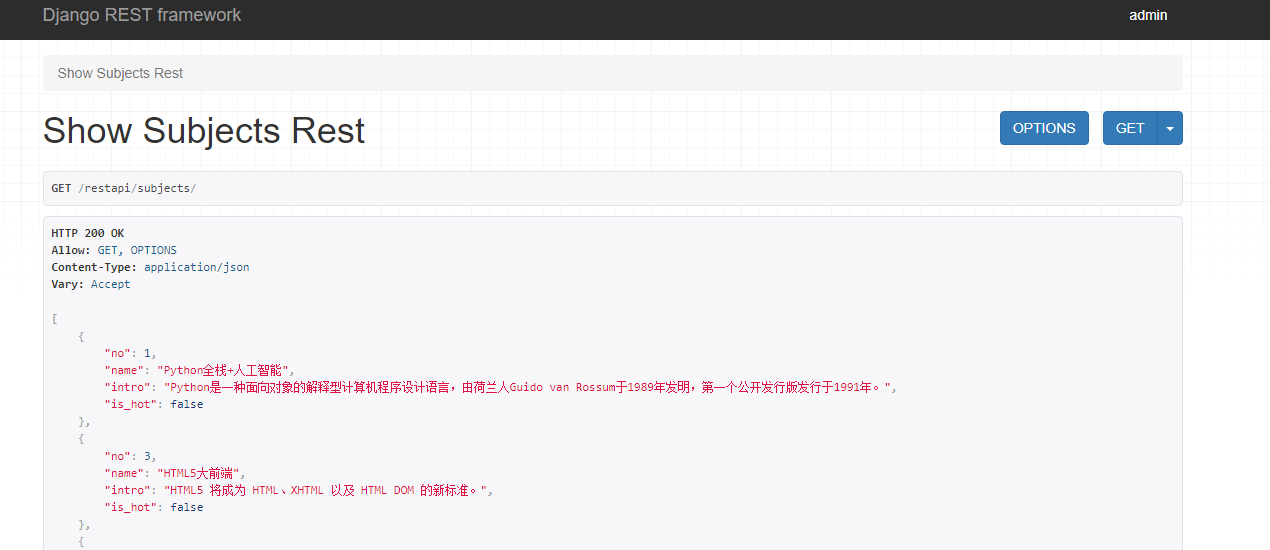 Django REST framework
admin
Show Subjects Rest
Show Subjects Rest
OPTIONS
GET
GET /restapi/subjects/
HTTP 200 OK
Allow: GET, OPTIONS
Content-Type: application/json
Vary: Accept
[
    {
        "no": 1,
        "name": "Python全栈+人工智能",
        "intro": "Python是一种面向对象的解释型计算机程序设计语言，由荷兰人Guido van Rossum于1989年发明，第一个公开发行版发行于1991年。",
        "is_hot": false
    },
    {
        "no": 3,
        "name": "HTML5大前端",
        "intro": "HTML5 将成为 HTML、XHTML 以及 HTML DOM 的新标准。",
        "is_hot": false
    },
    {